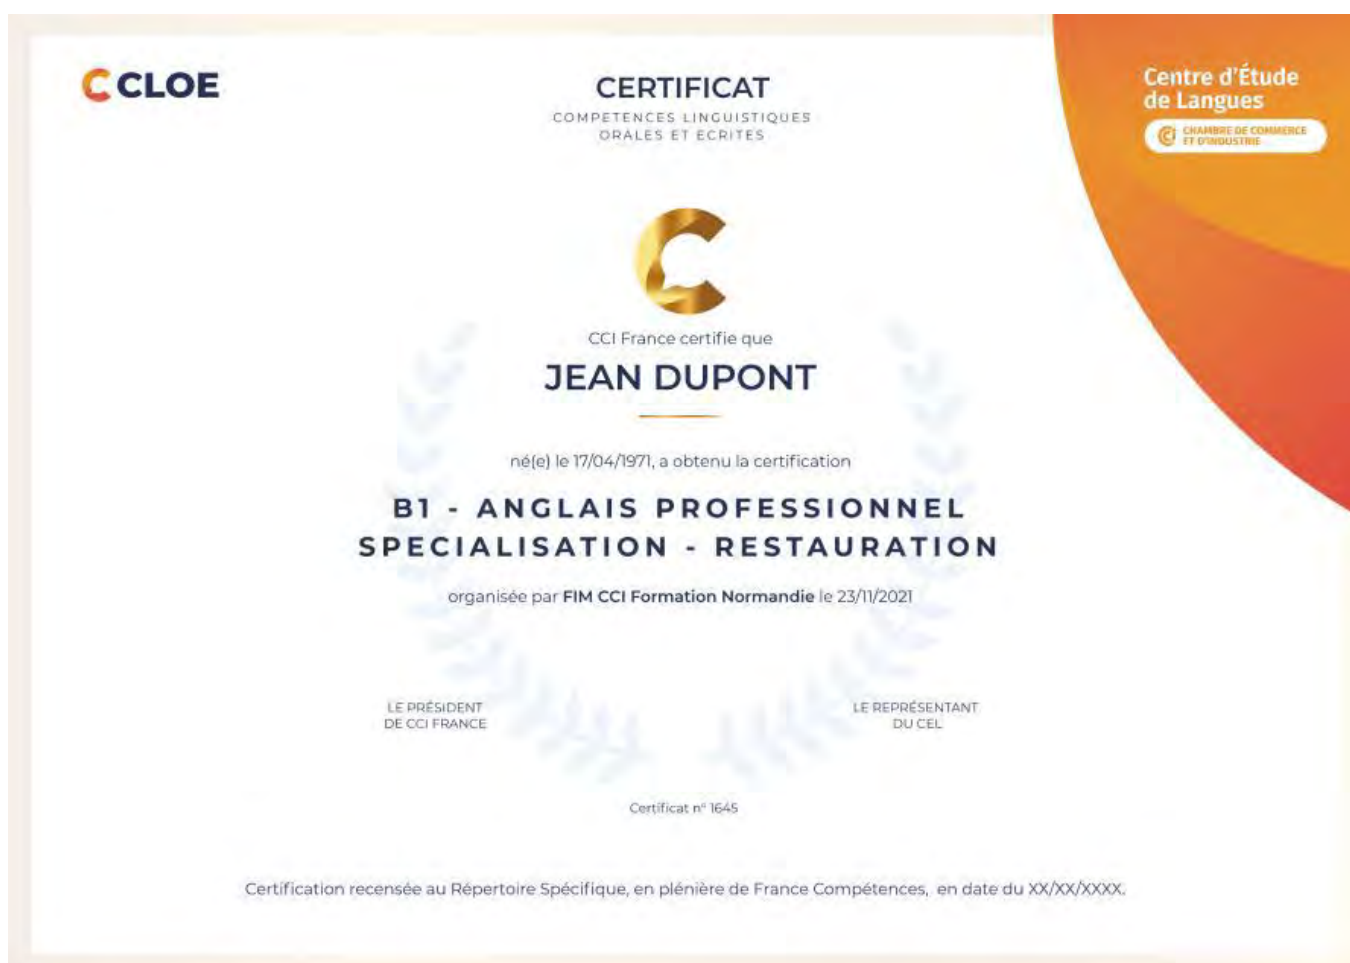 CLOE
CERTIFICAT
COMPETENCES LINGUISTIQUES
ORALES ET ECRITES
Centre d'Étude
de Langues
CHAMBRE DE COMMERCE
ET D'INDUSTRIE
CCI France certifie que
JEAN DUPONT
né(e) le 17/04/1971, a obtenu la certification
B1 - ANGLAIS PROFESSIONNEL
SPECIALISATION - RESTAURATION
organisée par FIM CCI Formation Normandie le 23/11/2021
LE PRÉSIDENT
DE CCI FRANCE
LE REPRÉSENTANT
DU CEL
Certificat n° 1645
Certification recensée au Répertoire Spécifique, en plénière de France Compétences, en date du XX/XX/XXXX.